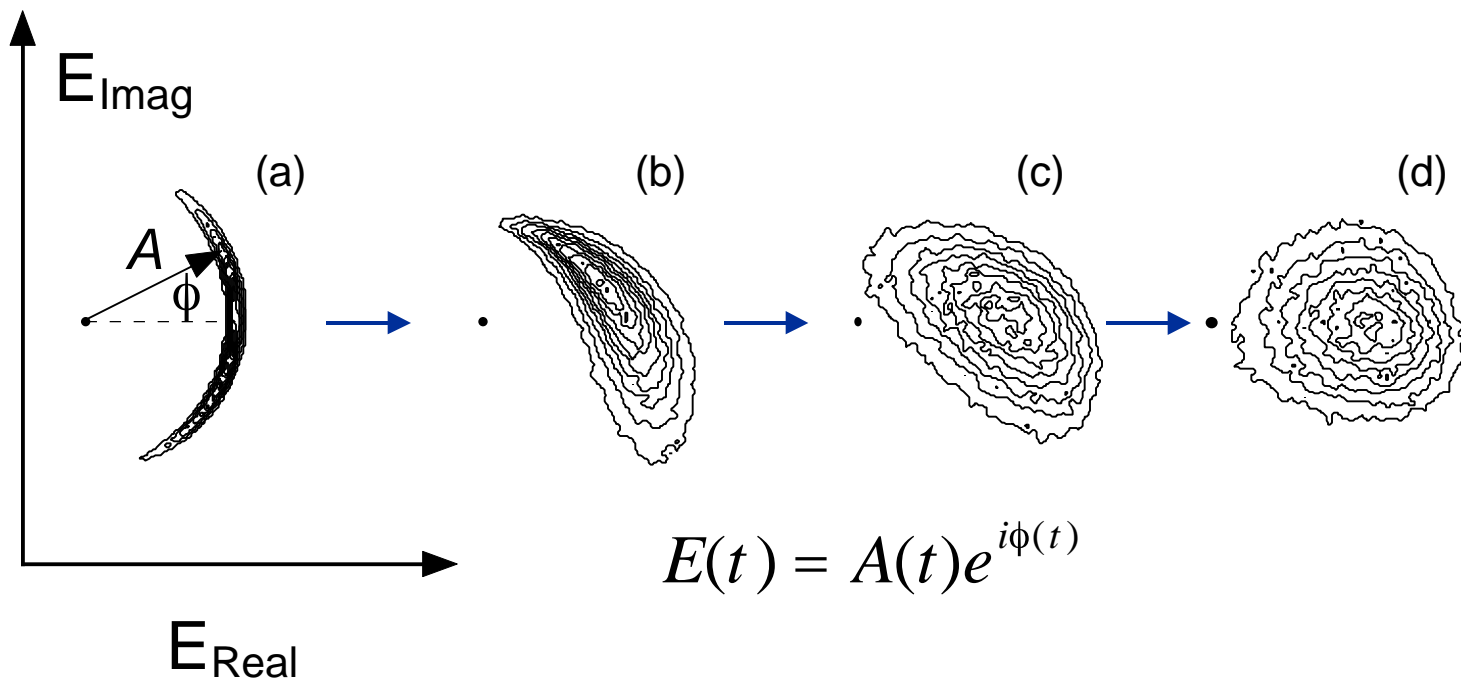 E_Imag
(a) (b) (c) (d)
A
ϕ
E(t) = A(t)e^{iϕ(t)}
E_Real